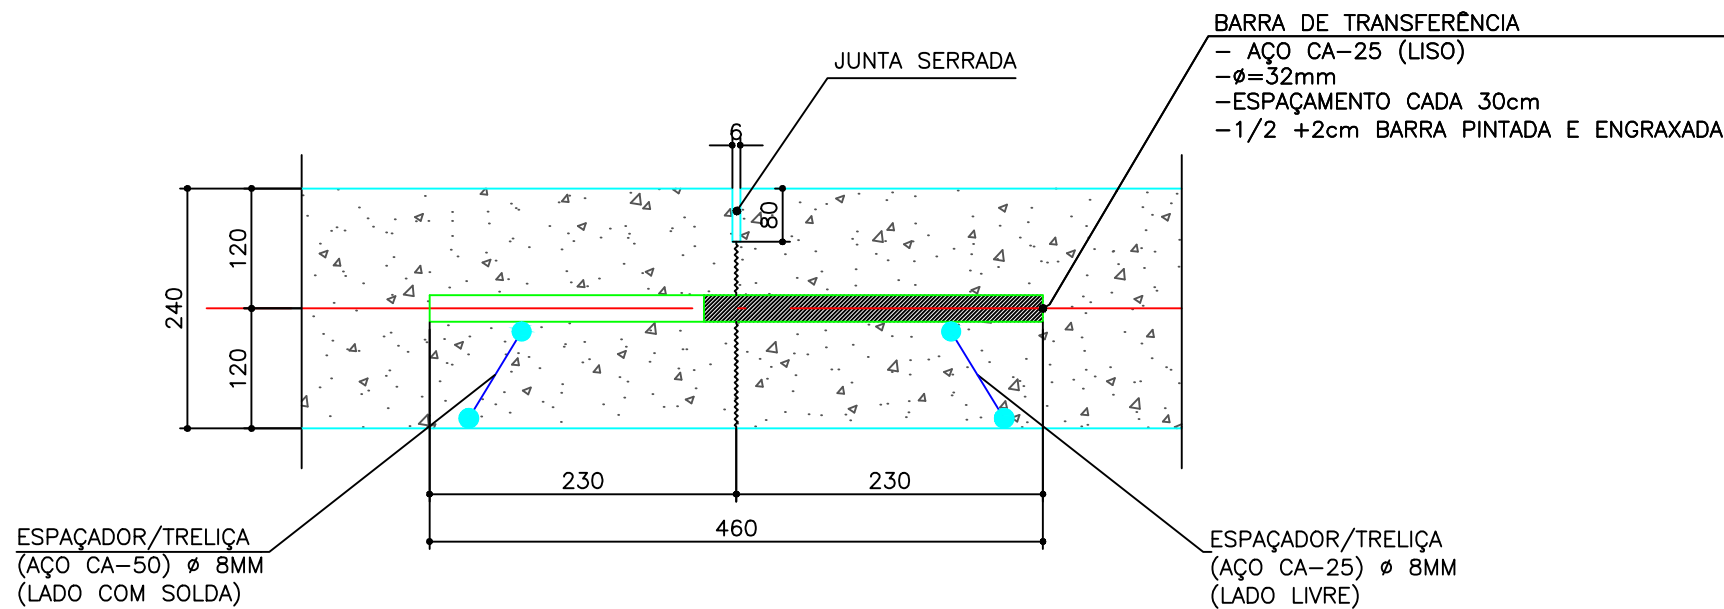 BARRA DE TRANSFERÊNCIA
- AÇO CA-25 (LISO)
-ø=32mm
-ESPAÇAMENTO CADA 30cm
-1/2 +2cm BARRA PINTADA E ENGRAXADA
JUNTA SERRADA
6
80
120
240
120
230
230
460
ESPAÇADOR/TRELIÇA
(AÇO CA-50) ø 8MM
(LADO COM SOLDA)
ESPAÇADOR/TRELIÇA
(AÇO CA-25) ø 8MM
(LADO LIVRE)